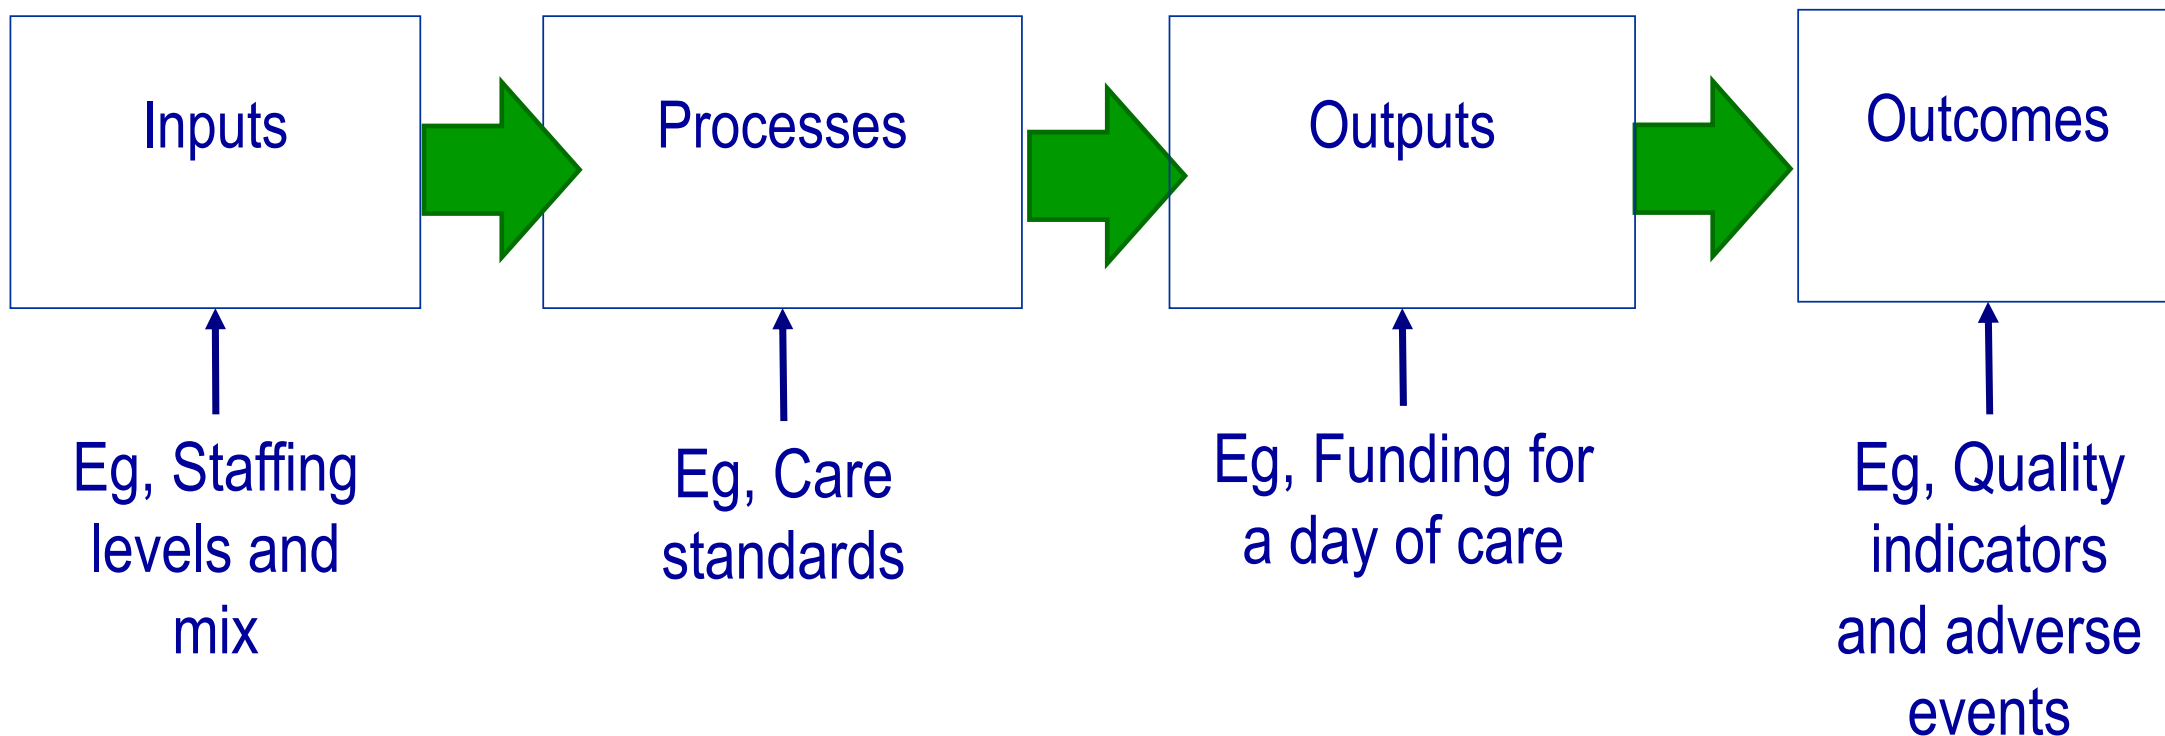 Inputs
Processes
Outputs
Outcomes
Eg, Staffing
levels and
mix
Eg, Care
standards
Eg, Funding for
a day of care
Eg, Quality
indicators
and adverse
events